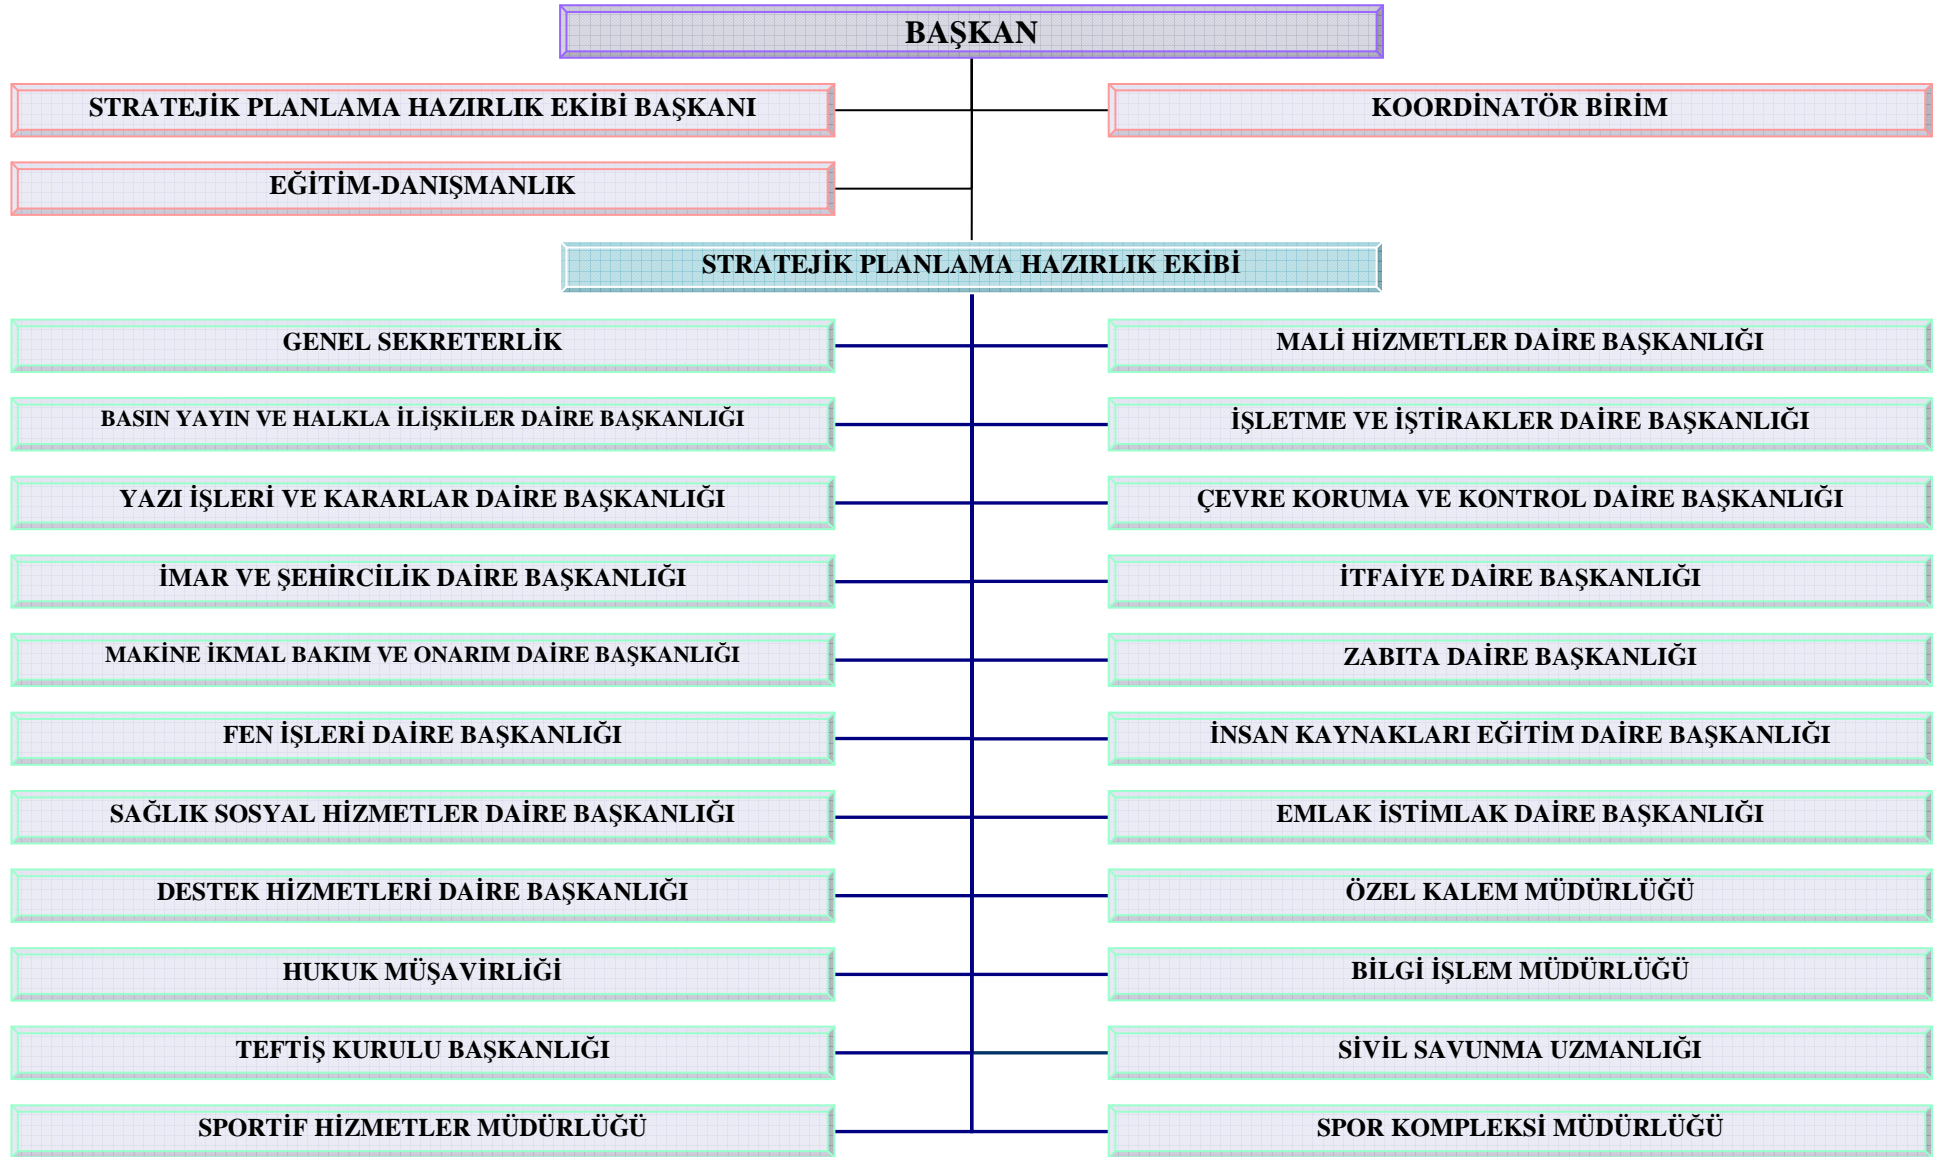 BAŞKAN
STRATEJİK PLANLAMA HAZIRLIK EKİBİ BAŞKANI
KOORDİNATÖR BİRİM
EĞİTİM-DANIŞMANLIK
STRATEJİK PLANLAMA HAZIRLIK EKİBİ
GENEL SEKRETERLİK
MALİ HİZMETLER DAİRE BAŞKANLIĞI
BASIN YAYIN VE HALKLA İLİŞKİLER DAİRE BAŞKANLIĞI
İŞLETME VE İŞTİRAKLER DAİRE BAŞKANLIĞI
YAZI İŞLERİ VE KARARLAR DAİRE BAŞKANLIĞI
ÇEVRE KORUMA VE KONTROL DAİRE BAŞKANLIĞI
İMAR VE ŞEHİRCİLİK DAİRE BAŞKANLIĞI
İTFAİYE DAİRE BAŞKANLIĞI
MAKİNE İKMAL BAKIM VE ONARIM DAİRE BAŞKANLIĞI
ZABITA DAİRE BAŞKANLIĞI
FEN İŞLERİ DAİRE BAŞKANLIĞI
İNSAN KAYNAKLARI EĞİTİM DAİRE BAŞKANLIĞI
SAĞLIK SOSYAL HİZMETLER DAİRE BAŞKANLIĞI
EMLAK İSTİMLAK DAİRE BAŞKANLIĞI
DESTEK HİZMETLERİ DAİRE BAŞKANLIĞI
ÖZEL KALEM MÜDÜRLÜĞÜ
HUKUK MÜŞAVİRLİĞİ
BİLGİ İŞLEM MÜDÜRLÜĞÜ
TEFTİŞ KURULU BAŞKANLIĞI
SİVİL SAVUNMA UZMANLIĞI
SPORTİF HİZMETLER MÜDÜRLÜĞÜ
SPOR KOMPLEKSİ MÜDÜRLÜĞÜ